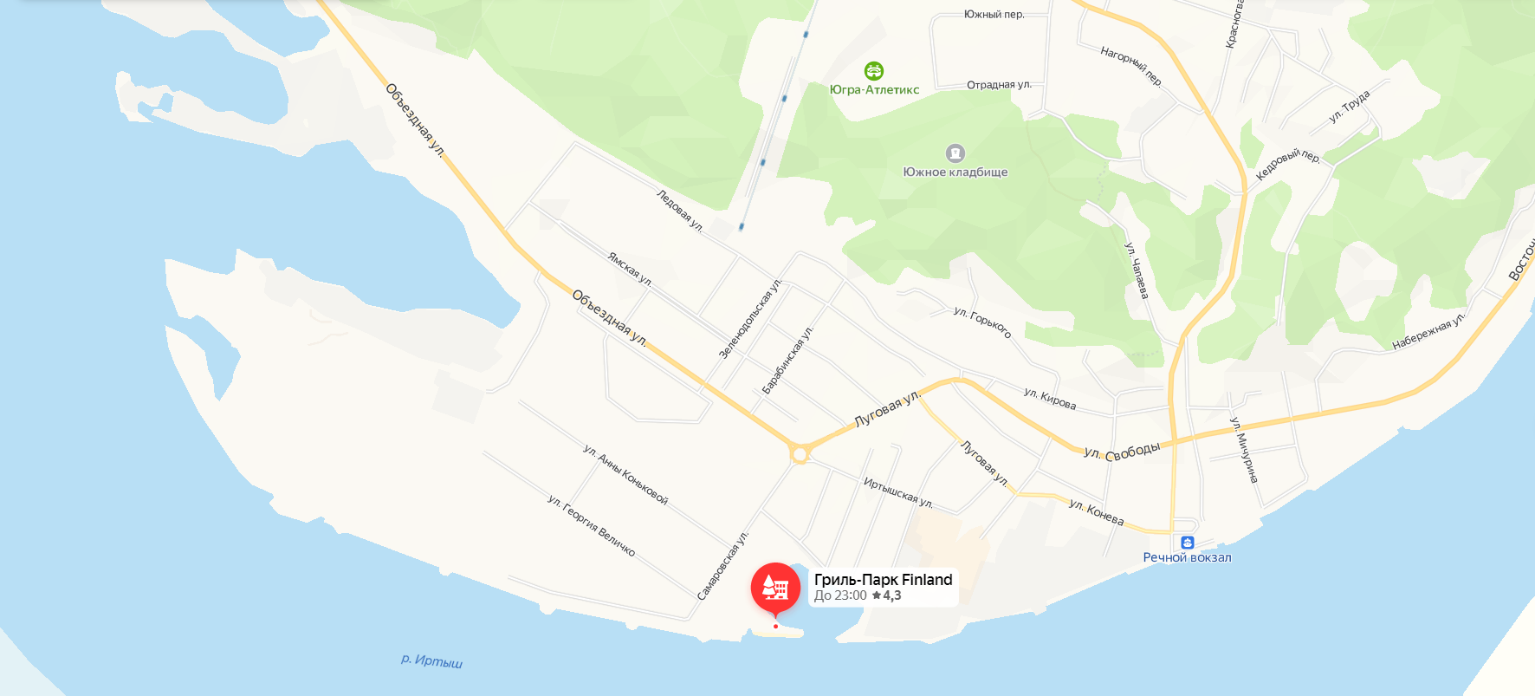 Южный пер.
Красногва
Нагорный пер.
Югра-Атлетикс
Отрадная ул.
Объездная ул.
ул. Труда
Южное кладбище
Кедровый пер.
Ледовая ул.
Ямская ул.
ул. Чапаева
Восточ
Объездная ул.
Зеленодольская ул.
ул. Горького
Набережная ул.
Барабинская ул.
Луговая ул.
ул. Кирова
ул. Свободы
ул. Мичурина
ул. Анны Коньковой
Луговая ул.
Иртышская ул.
ул. Георгия Величко
ул. Конева
Речной вокзал
Самаровская ул.
Гриль-Парк Finland
До 23:00 ★ 4,3
р. Иртыш